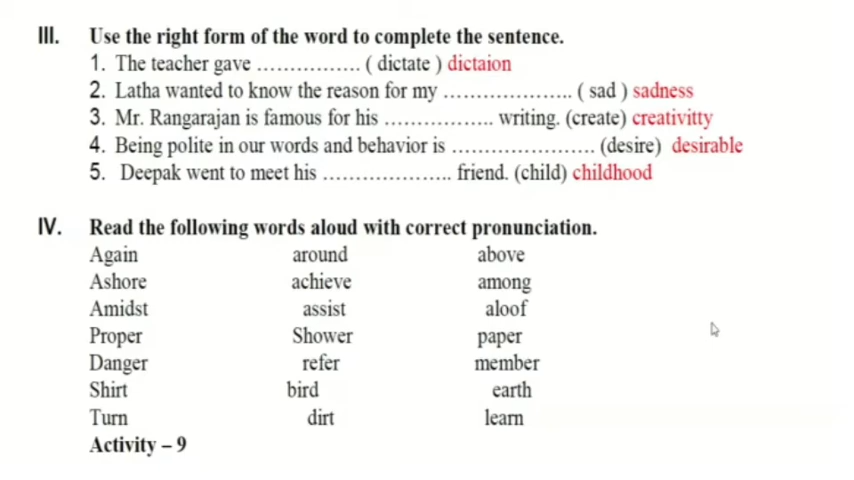 III. Use the right form of the word to complete the sentence.
1. The teacher gave ................ ( dictate ) dictaion
2. Latha wanted to know the reason for my .................... ( sad ) sadness
3. Mr. Rangarajan is famous for his ................. writing. (create) creativitty
4. Being polite in our words and behavior is ...................... (desire) desirable
5. Deepak went to meet his .................... friend. (child) childhood
IV. Read the following words aloud with correct pronunciation.
Again around above
Ashore achieve among
Amidst assist aloof
Proper Shower paper
Danger refer member
Shirt bird earth
Turn dirt learn
Activity – 9